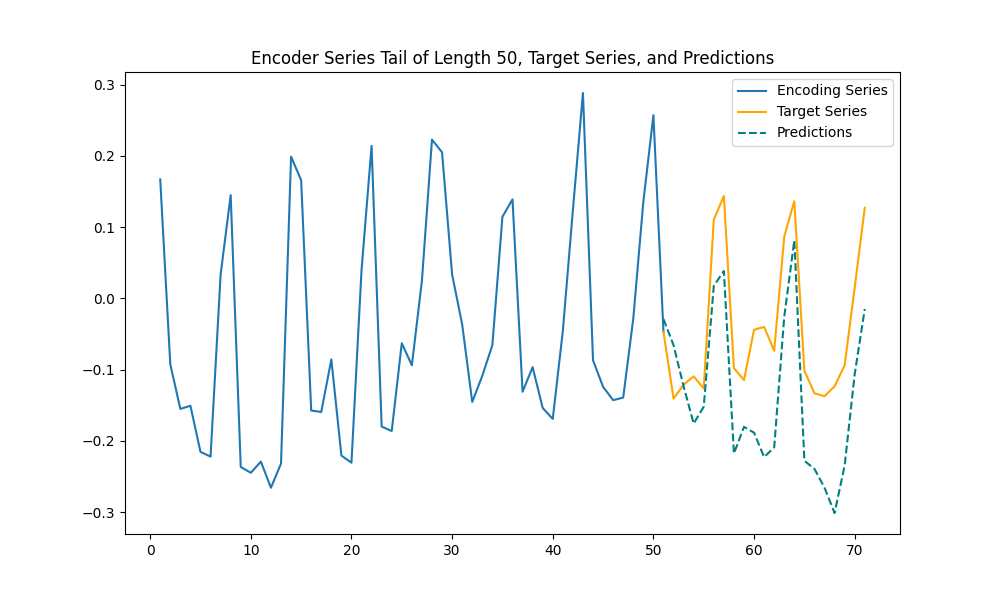 Encoder Series Tail of Length 50, Target Series, and Predictions
Encoding Series
Target Series
Predictions
0.3
0.2
0.1
0.0
−0.1
−0.2
−0.3
0 10 20 30 40 50 60 70